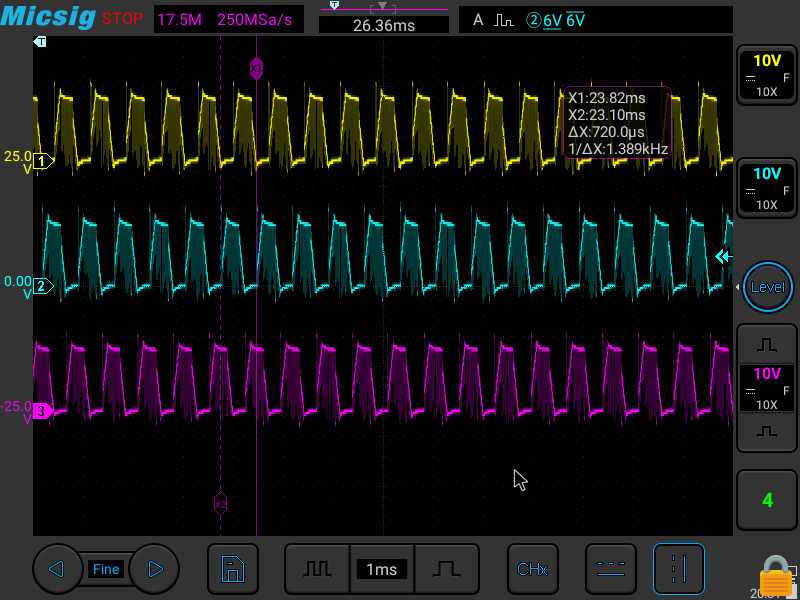 Micsig STOP 17.5M 250MSa/s T 26.36ms A ②6V 6V
T
X1
10V
F
10X
X1:23.82ms
X2:23.10ms
ΔX:720.0µs
1/ΔX:1.389kHz
25.0
V
1
10V
F
10X
0.00
V
2
Level
10V
F
10X
-25.0
V
3
X2
4
Fine
1ms
CHx